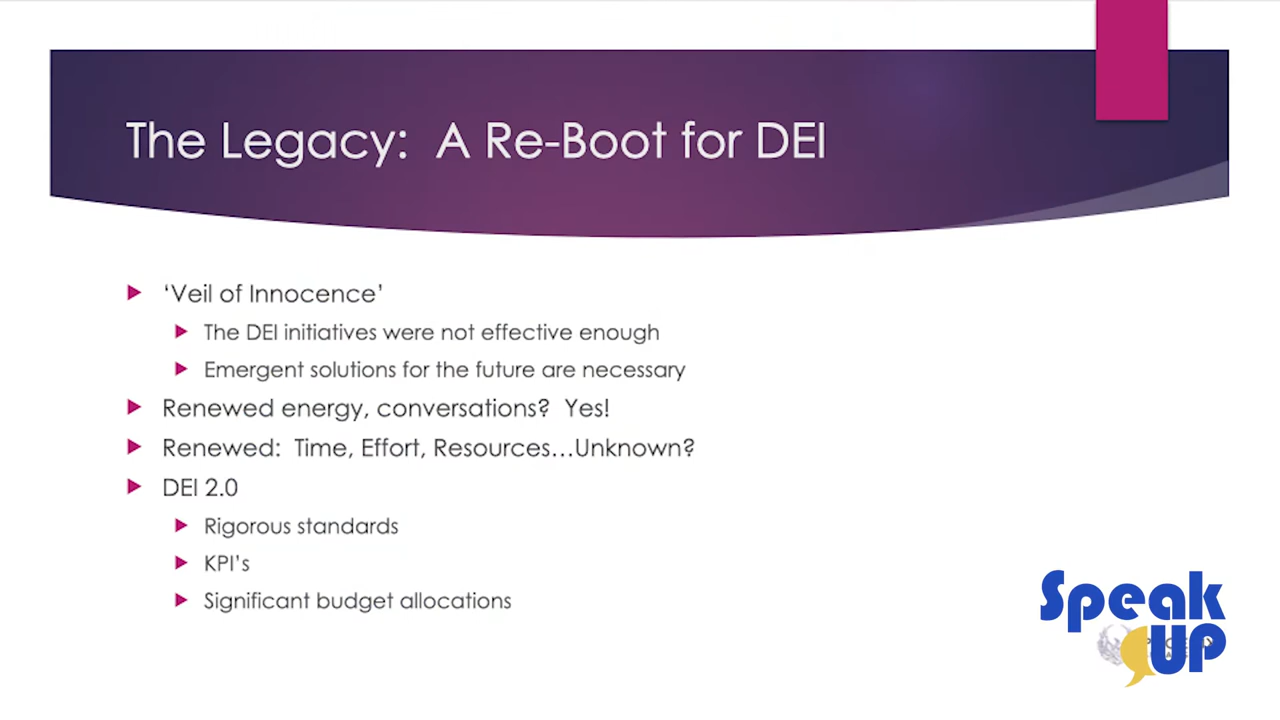 The Legacy:  A Re-Boot for DEI
‘Veil of Innocence’
The DEI initiatives were not effective enough
Emergent solutions for the future are necessary
Renewed energy, conversations?  Yes!
Renewed:  Time, Effort, Resources…Unknown?
DEI 2.0
Rigorous standards
KPI’s
Significant budget allocations
Speak
UP